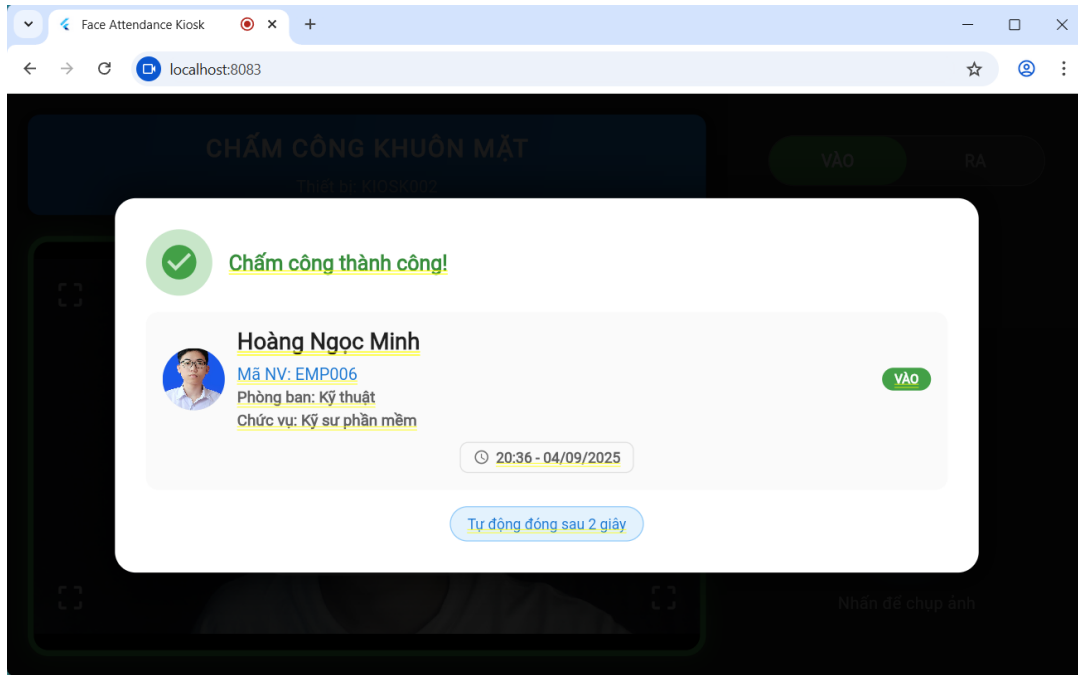 Face Attendance Kiosk
localhost:8083
CHẤM CÔNG KHUÔN MẶT
Thiết bị: KIOSK002
VÀO
RA
Chấm công thành công!
Hoàng Ngọc Minh
Mã NV: EMP006
Phòng ban: Kỹ thuật
Chức vụ: Kỹ sư phần mềm
VÀO
20:36 - 04/09/2025
Tự động đóng sau 2 giây
Nhấn để chụp ảnh